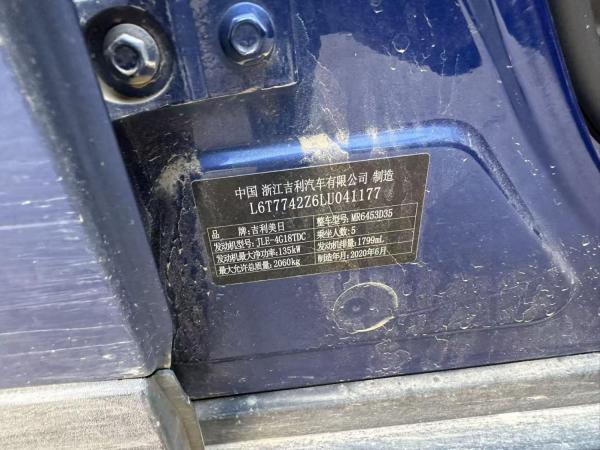 中国 浙江吉利汽车有限公司 制造
L6T7742Z6LU041177
品 牌:吉利美日 整车型号:MR6453D35
发动机型号:JLE-4G18TDC 乘坐人数:5
发动机最大净功率:135kW 发动机排量:1799mL
最大允许总质量:2060kg 制造年月:2020年6月